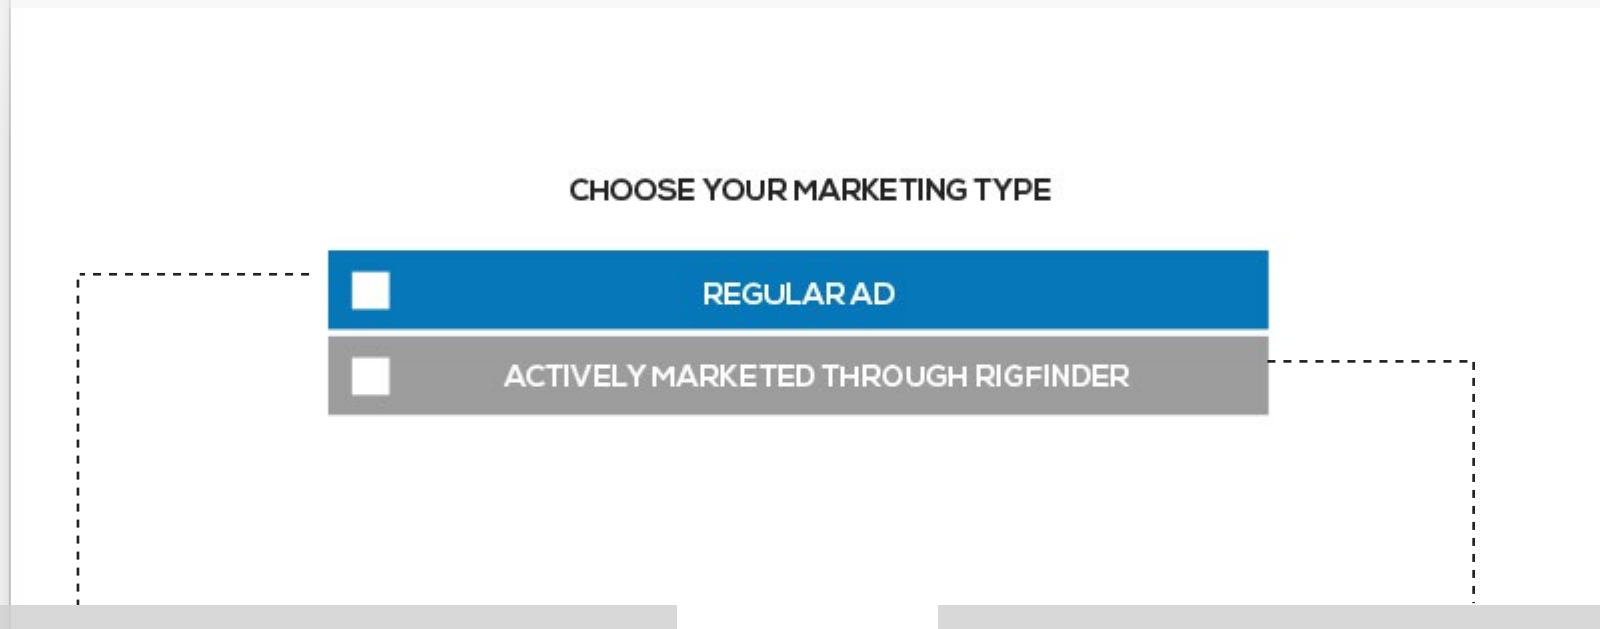 CHOOSE YOUR MARKETING TYPE
REGULAR AD
ACTIVELY MARKETED THROUGH RIGFINDER